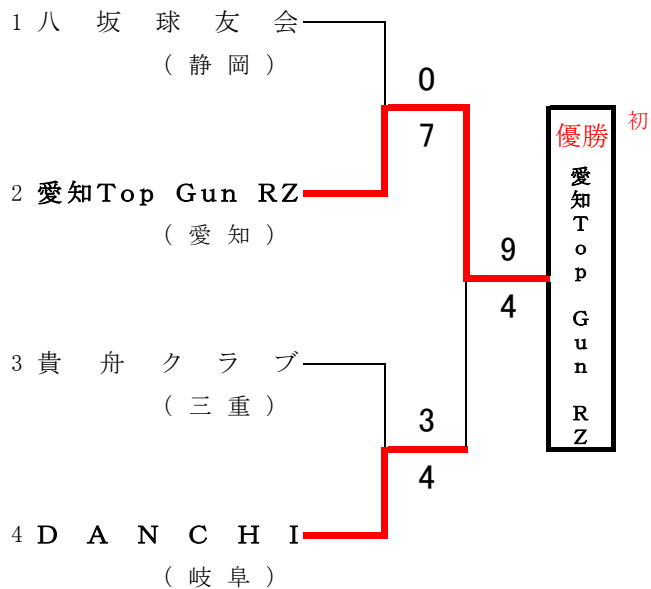 1 八坂球友会
(静岡)
0
7
2 愛知Top Gun RZ
(愛知)
9
4
3 貴舟クラブ
(三重)
3
4
4 DANCHI
(岐阜)
優勝
初
愛知Top Gun RZ